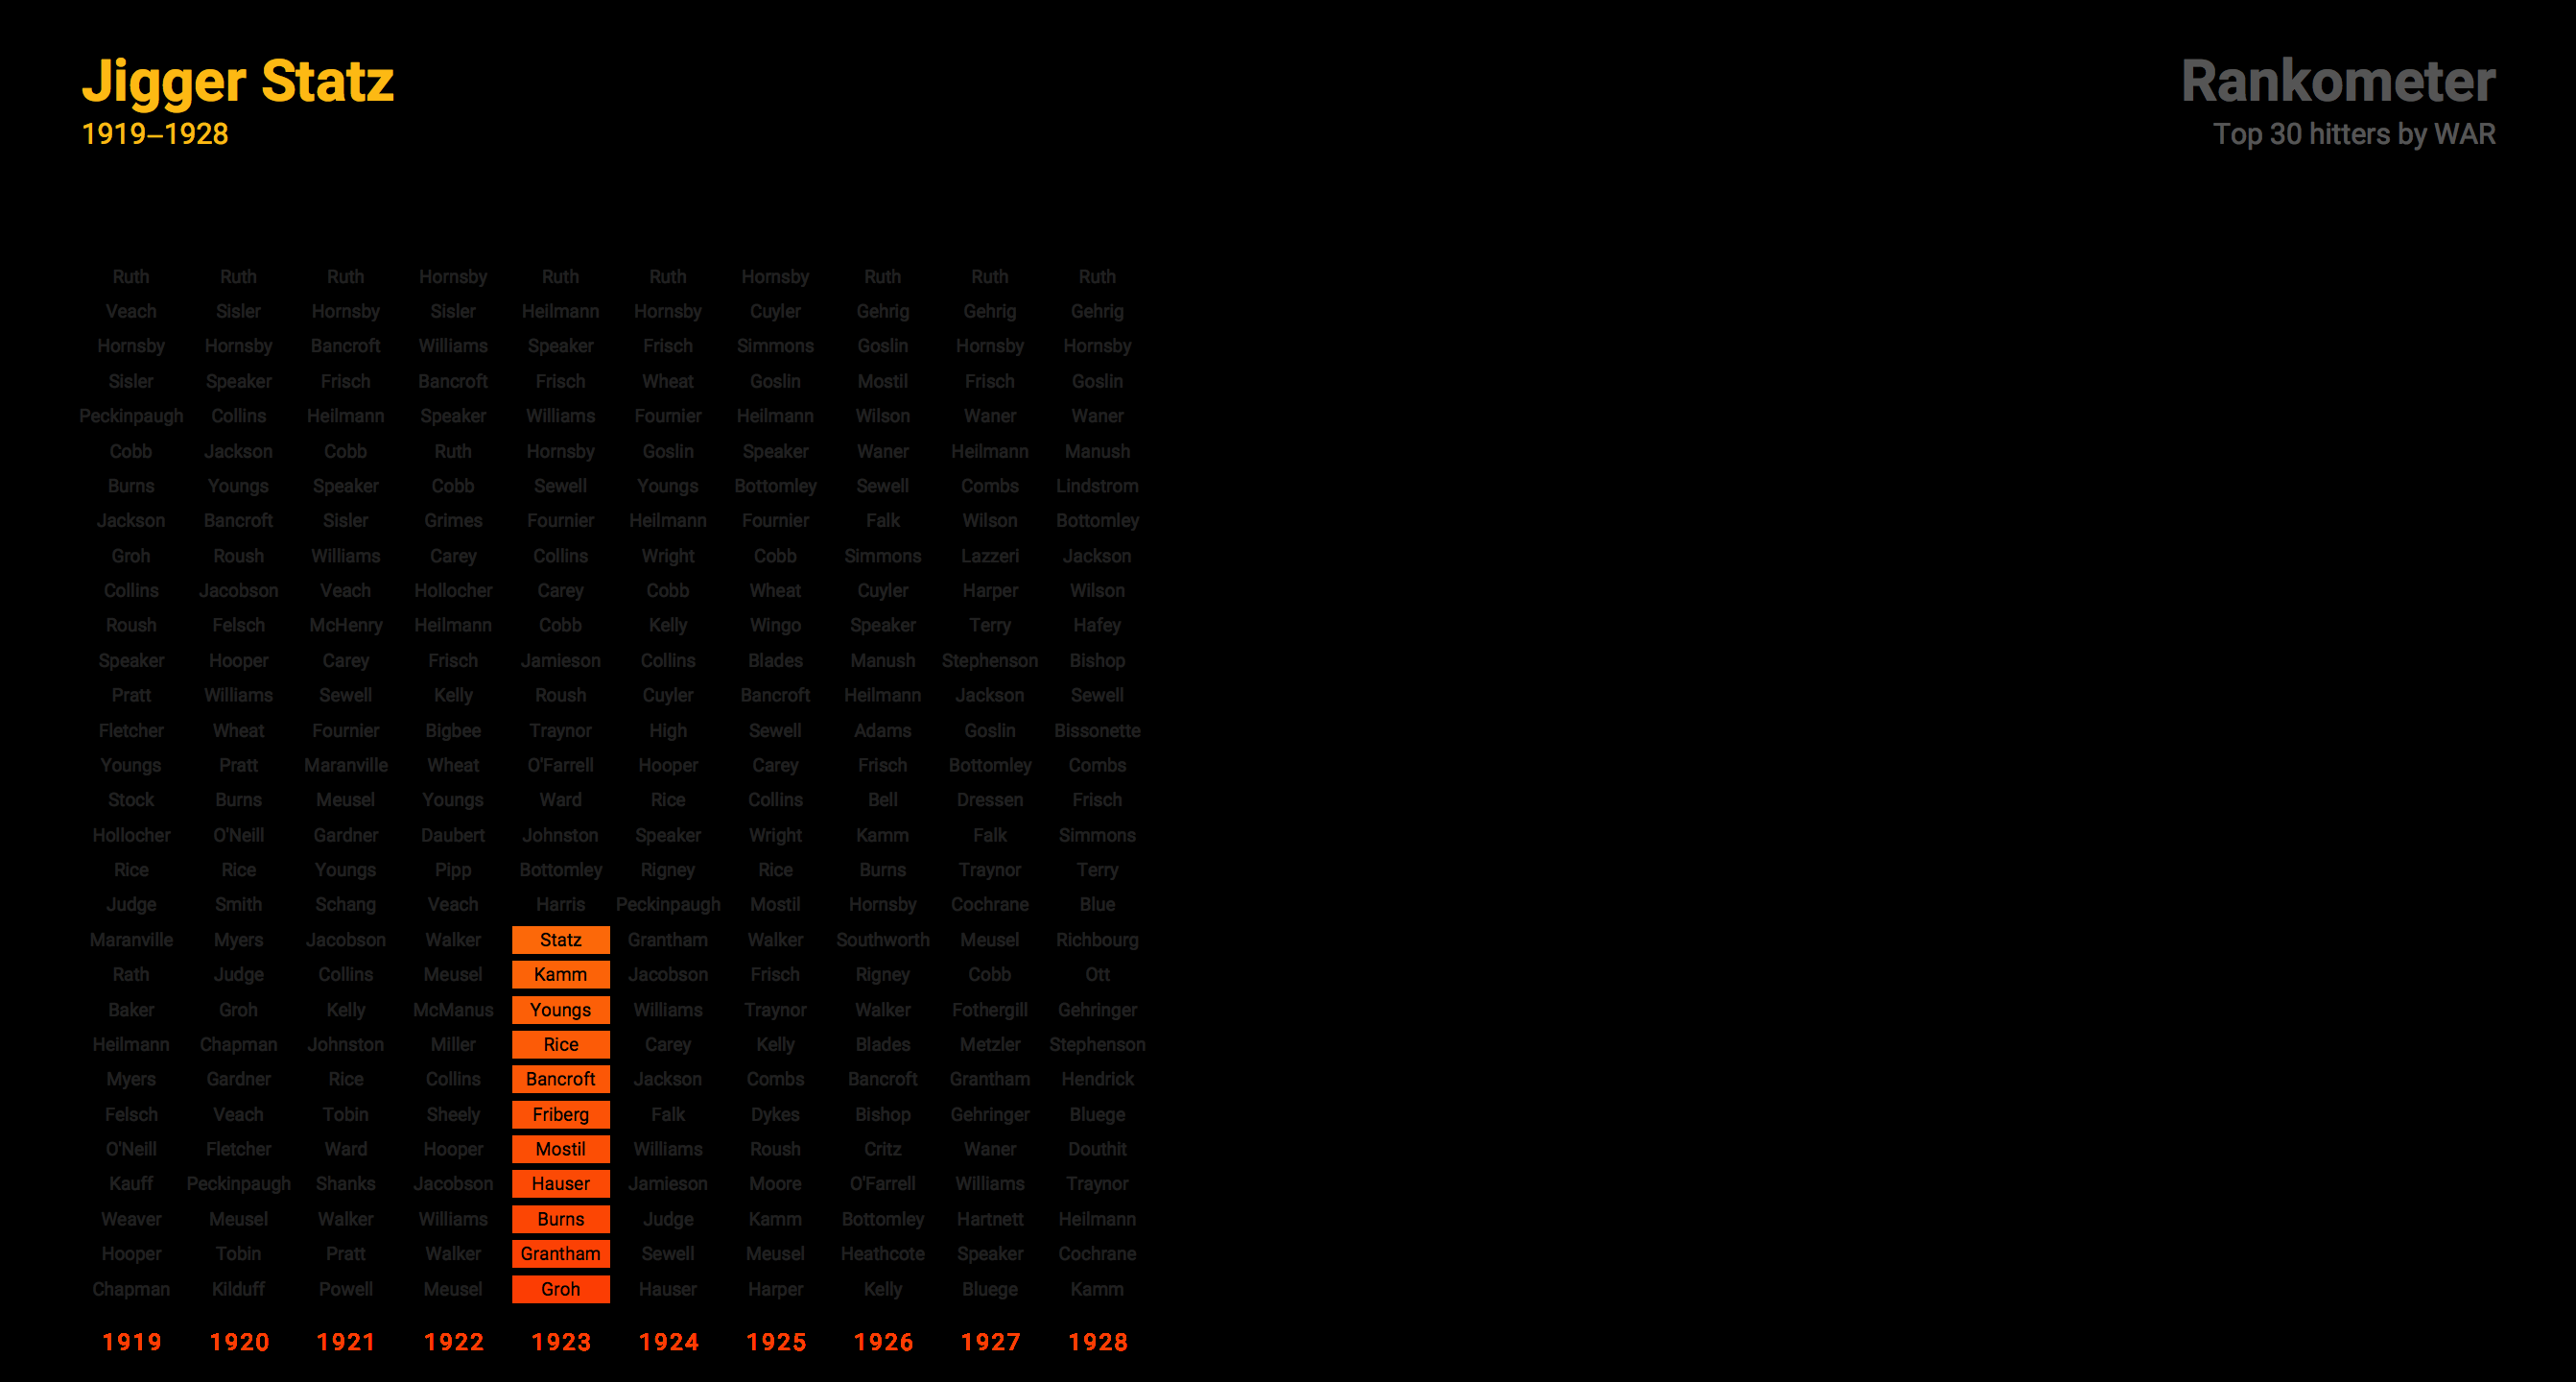 Jigger Statz
1919–1928
Rankometer
Top 30 hitters by WAR
Ruth Ruth Ruth Hornsby Ruth Ruth Hornsby Ruth Ruth Ruth
Veach Sisler Hornsby Sisler Heilmann Hornsby Cuyler Gehrig Gehrig Gehrig
Hornsby Hornsby Bancroft Williams Speaker Frisch Simmons Goslin Hornsby Hornsby
Sisler Speaker Frisch Bancroft Frisch Wheat Goslin Mostil Frisch Goslin
Peckinpaugh Collins Heilmann Speaker Williams Fournier Heilmann Wilson Waner Waner
Cobb Jackson Cobb Ruth Hornsby Goslin Speaker Waner Heilmann Manush
Burns Youngs Speaker Cobb Sewell Youngs Bottomley Sewell Combs Lindstrom
Jackson Bancroft Sisler Grimes Fournier Heilmann Fournier Falk Wilson Bottomley
Groh Roush Williams Carey Collins Wright Cobb Simmons Lazzeri Jackson
Collins Jacobson Veach Hollocher Carey Cobb Wheat Cuyler Harper Wilson
Roush Felsch McHenry Heilmann Cobb Kelly Wingo Speaker Terry Hafey
Speaker Hooper Carey Frisch Jamieson Collins Blades Manush Stephenson Bishop
Pratt Williams Sewell Kelly Roush Cuyler Bancroft Heilmann Jackson Sewell
Fletcher Wheat Fournier Bigbee Traynor High Sewell Adams Goslin Bissonette
Youngs Pratt Maranville Wheat O'Farrell Hooper Carey Frisch Bottomley Combs
Stock Burns Meusel Youngs Ward Rice Collins Bell Dressen Frisch
Hollocher O'Neill Gardner Daubert Johnston Speaker Wright Kamm Falk Simmons
Rice Rice Youngs Pipp Bottomley Rigney Rice Burns Traynor Terry
Judge Smith Schang Veach Harris Peckinpaugh Mostil Hornsby Cochrane Blue
Maranville Myers Jacobson Walker Statz Grantham Walker Southworth Meusel Richbourg
Rath Judge Collins Meusel Kamm Jacobson Frisch Rigney Cobb Ott
Baker Groh Kelly McManus Youngs Williams Traynor Walker Fothergill Gehringer
Heilmann Chapman Johnston Miller Rice Carey Kelly Blades Metzler Stephenson
Myers Gardner Rice Collins Bancroft Jackson Combs Bancroft Grantham Hendrick
Felsch Veach Tobin Sheely Friberg Falk Dykes Bishop Gehringer Bluege
O'Neill Fletcher Ward Hooper Mostil Williams Roush Critz Waner Douthit
Kauff Peckinpaugh Shanks Jacobson Hauser Jamieson Moore O'Farrell Williams Traynor
Weaver Meusel Walker Williams Burns Judge Kamm Bottomley Hartnett Heilmann
Hooper Tobin Pratt Walker Grantham Sewell Meusel Heathcote Speaker Cochrane
Chapman Kilduff Powell Meusel Groh Hauser Harper Kelly Bluege Kamm
1919 1920 1921 1922 1923 1924 1925 1926 1927 1928